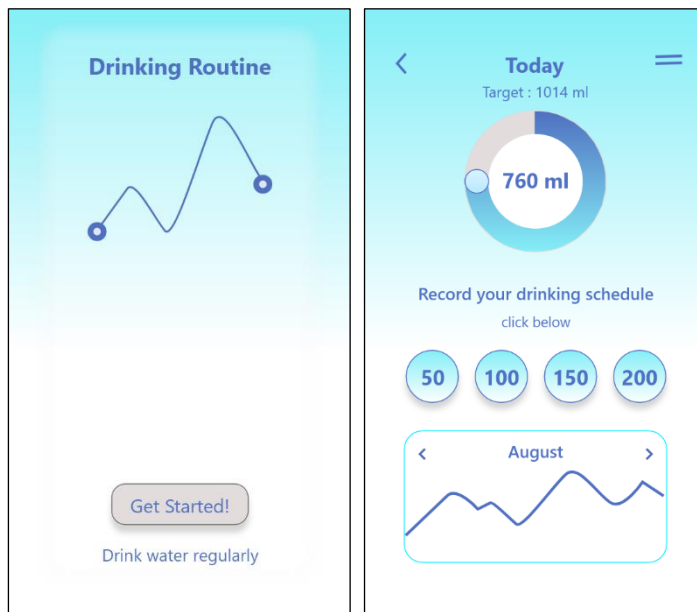 Drinking Routine
Get Started!
Drink water regularly
Today
Target : 1014 ml
760 ml
Record your drinking schedule
click below
50 100 150 200
August